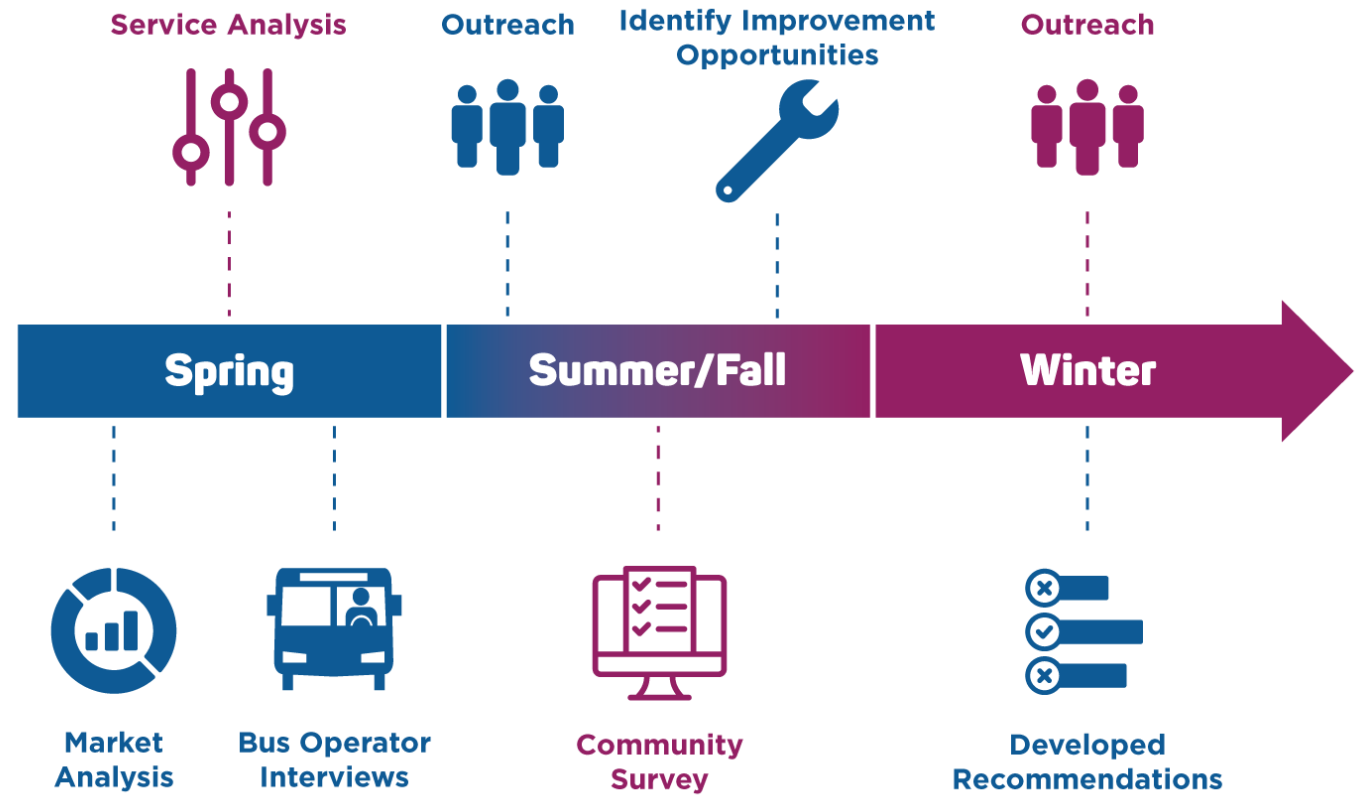 Service Analysis
Outreach
Identify Improvement
Opportunities
Outreach
Spring
Summer/Fall
Winter
Market
Analysis
Bus Operator
Interviews
Community
Survey
Developed
Recommendations